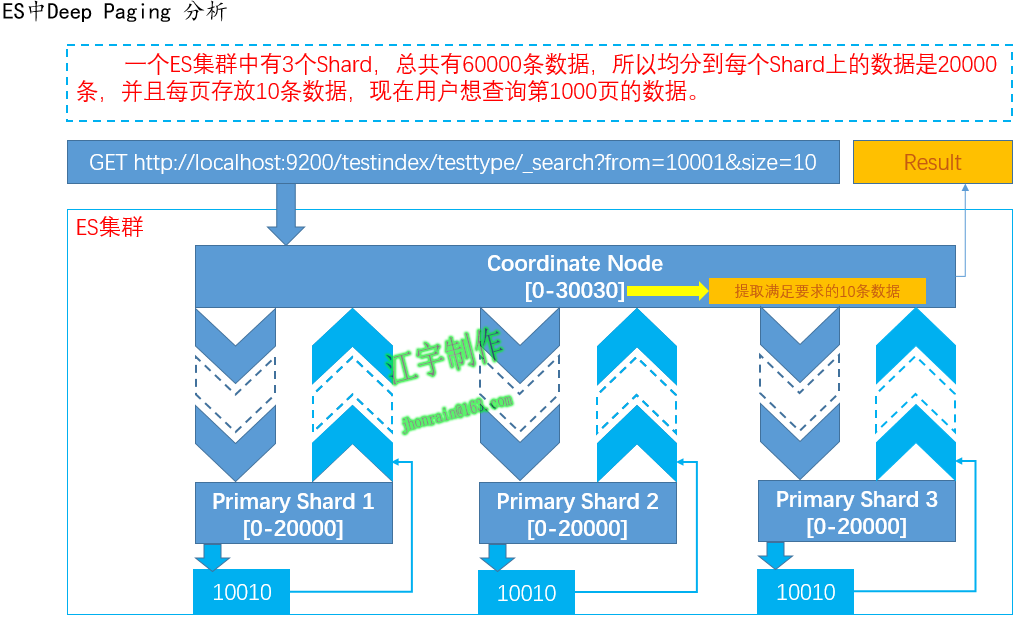 ES中Deep Paging 分析
一个ES集群中有3个Shard，总共有60000条数据，所以均分到每个Shard上的数据是20000
条，并且每页存放10条数据，现在用户想查询第1000页的数据。
GET http://localhost:9200/testindex/testtype/_search?from=10001&size=10
Result
ES集群
Coordinate Node
[0-30030]
提取满足要求的10条数据
江宇制作
jhonrain@163.com
Primary Shard 1
[0-20000]
Primary Shard 2
[0-20000]
Primary Shard 3
[0-20000]
10010
10010
10010